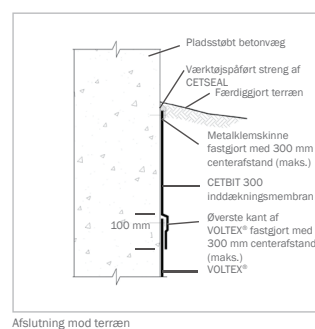 Pladsstøbt betonvæg
Værktøjspåført streng af
CETSEAL
Færdiggjort terræn
Metalklemskinne
fastgjort med 300 mm
centerafstand (maks.)
CETBIT 300
inddækningsmembran
100 mm
Øverste kant af
VOLTEX® fastgjort med
300 mm centerafstand
(maks.)
VOLTEX®
Afslutning mod terræn